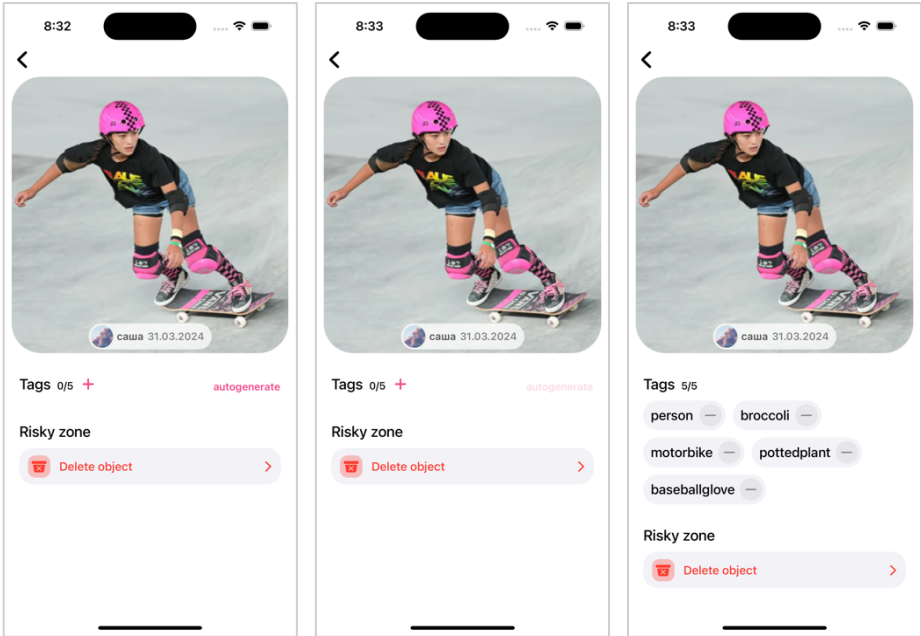 8:32
саша 31.03.2024
Tags 0/5 +
autogenerate
Risky zone
Delete object
8:33
саша 31.03.2024
Tags 0/5 +
autogenerate
Risky zone
Delete object
8:33
саша 31.03.2024
Tags 5/5
person
broccoli
motorbike
pottedplant
baseballglove
Risky zone
Delete object